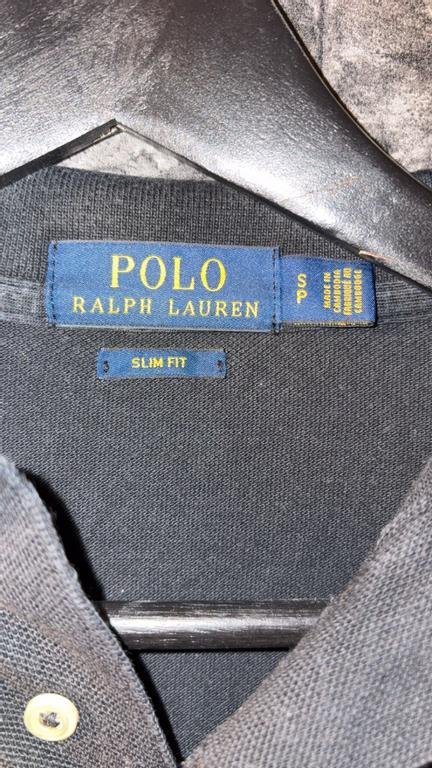 POLO
RALPH LAUREN
S
P
MADE IN
CAMBODIA
FABRIQUÉ AU
CAMBODGE
SLIM FIT